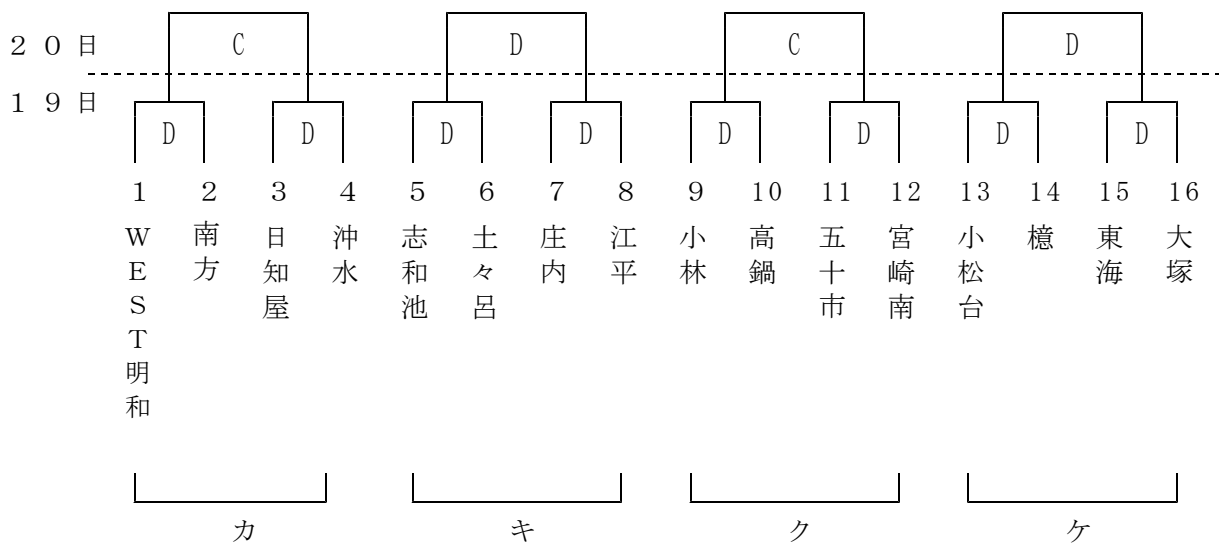 ２０日
C D C D
１９日
D D D D D D D D
1 2 3 4 5 6 7 8 9 10 11 12 13 14 15 16
ＷＥＳＴ明和
南方
日知屋
沖水
志和池
土々呂
庄内
江平
小林
高鍋
五十市
宮崎南
小松台
檍
東海
大塚
カ キ ク ケ